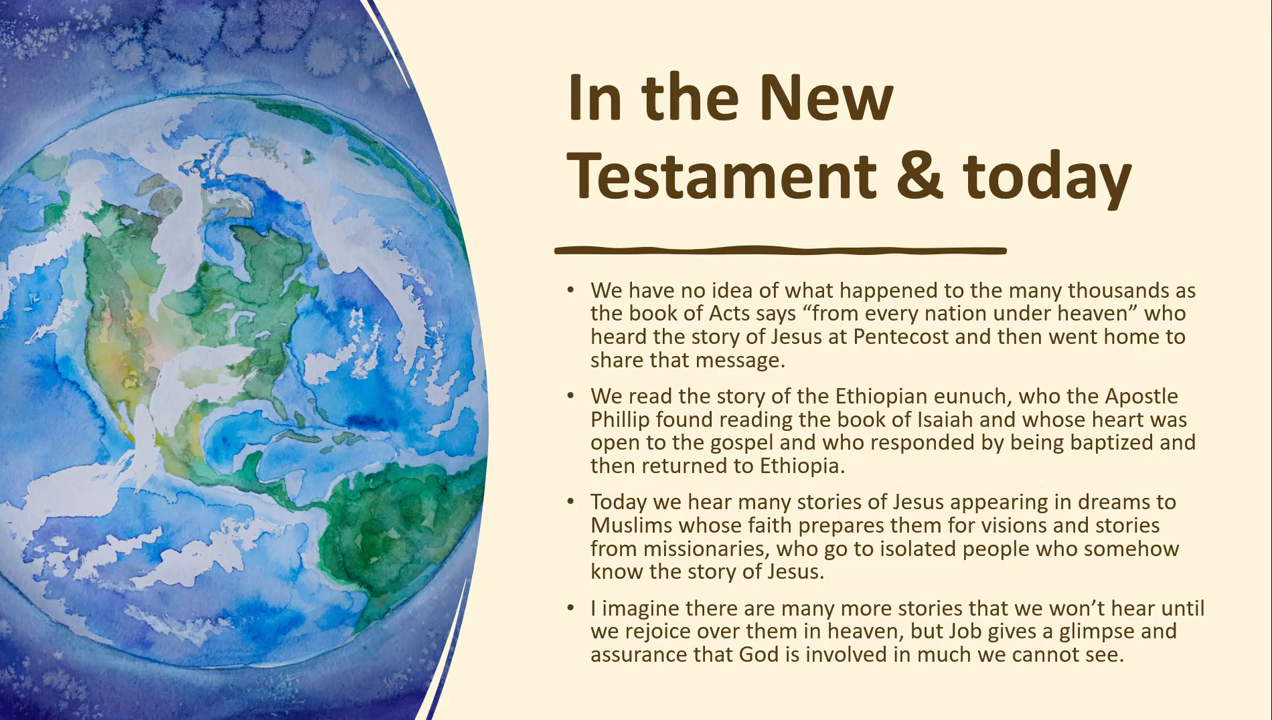 In the New
Testament & today
• We have no idea of what happened to the many thousands as
the book of Acts says “from every nation under heaven” who
heard the story of Jesus at Pentecost and then went home to
share that message.
• We read the story of the Ethiopian eunuch, who the Apostle
Phillip found reading the book of Isaiah and whose heart was
open to the gospel and who responded by being baptized and
then returned to Ethiopia.
• Today we hear many stories of Jesus appearing in dreams to
Muslims whose faith prepares them for visions and stories
from missionaries, who go to isolated people who somehow
know the story of Jesus.
• I imagine there are many more stories that we won’t hear until
we rejoice over them in heaven, but Job gives a glimpse and
assurance that God is involved in much we cannot see.